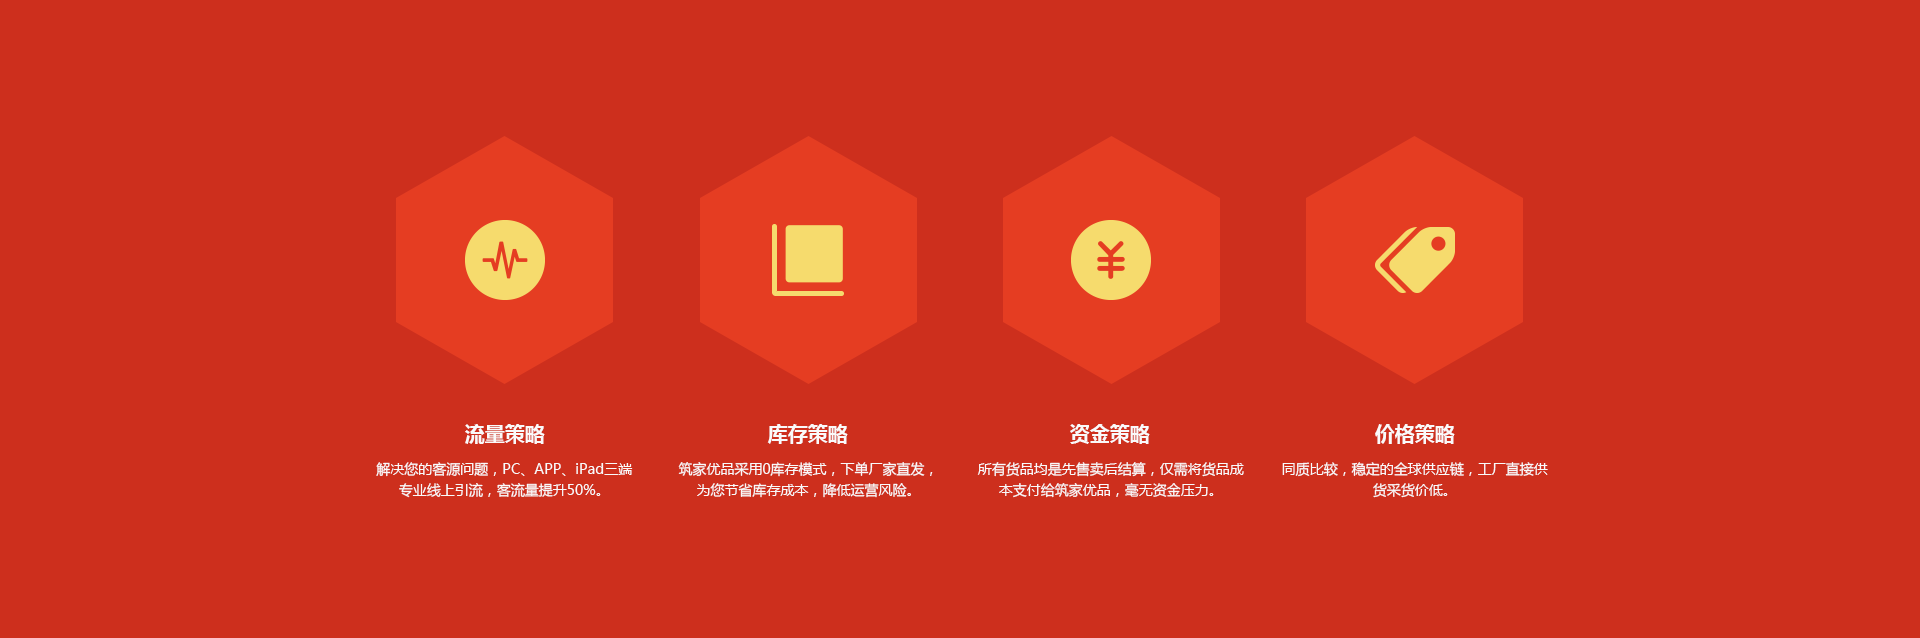 流量策略
解决您的客源问题，PC、APP、iPad三端
专业线上引流，客流量提升50%。
库存策略
筑家优品采用0库存模式，下单厂家直发，
为您节省库存成本，降低运营风险。
资金策略
所有货品均是先售卖后结算，仅需将货品成
本支付给筑家优品，毫无资金压力。
价格策略
同质比较，稳定的全球供应链，工厂直接供
货采货价低。